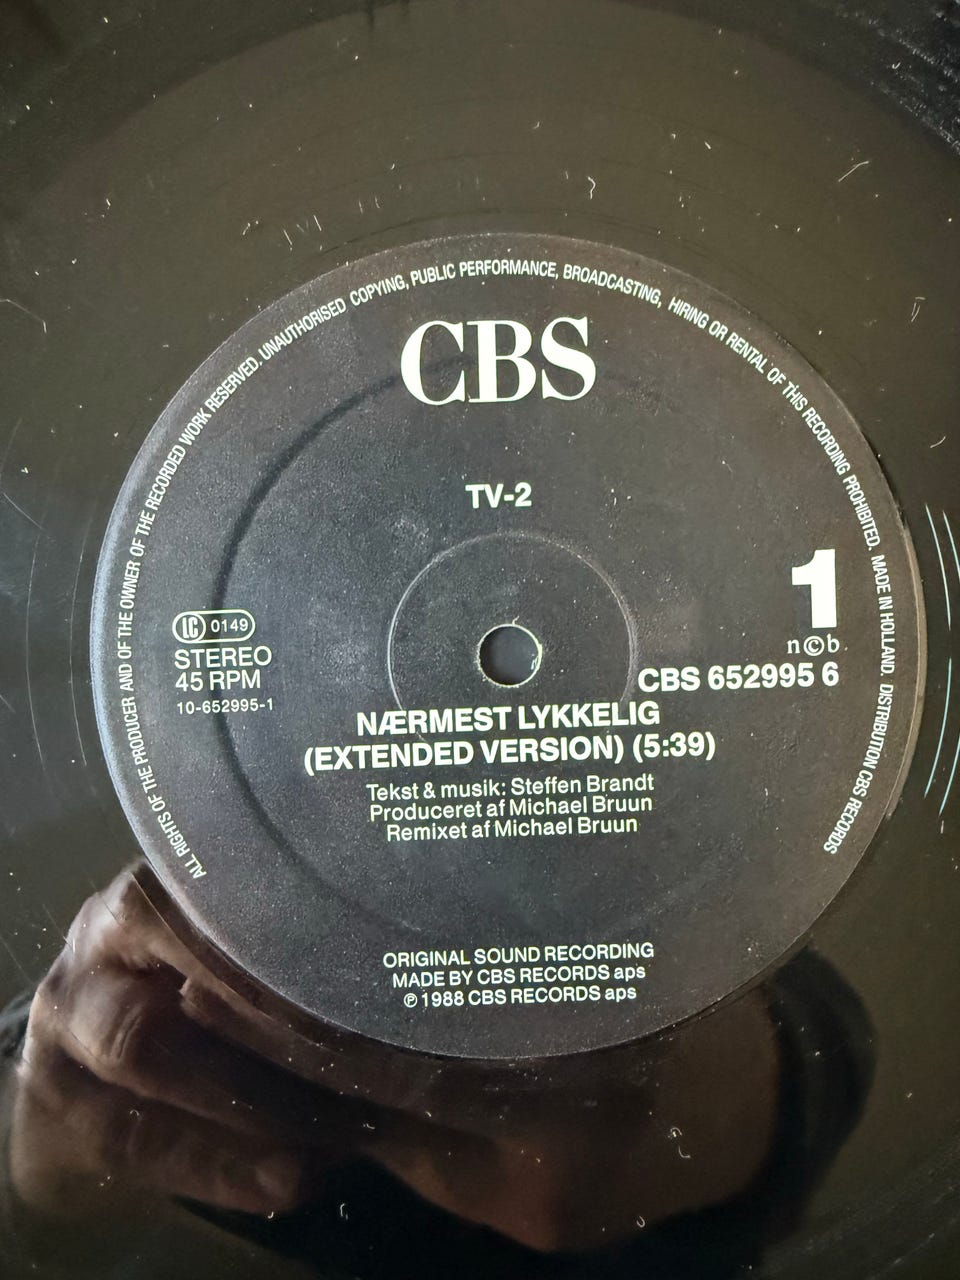 ALL RIGHTS OF THE PRODUCER AND OF THE OWNER OF THE RECORDED WORK RESERVED. UNAUTHORISED COPYING, PUBLIC PERFORMANCE, BROADCASTING, HIRING OR RENTAL OF THIS RECORDING PROHIBITED. MADE IN HOLLAND. DISTRIBUTION CBS RECORDS
CBS
TV-2
1
n©b
LC 0149
STEREO
45 RPM
10-652995-1
CBS 652995 6
NÆRMEST LYKKELIG
(EXTENDED VERSION) (5:39)
Tekst & musik: Steffen Brandt
Produceret af Michael Bruun
Remixet af Michael Bruun
ORIGINAL SOUND RECORDING
MADE BY CBS RECORDS aps
℗ 1988 CBS RECORDS aps